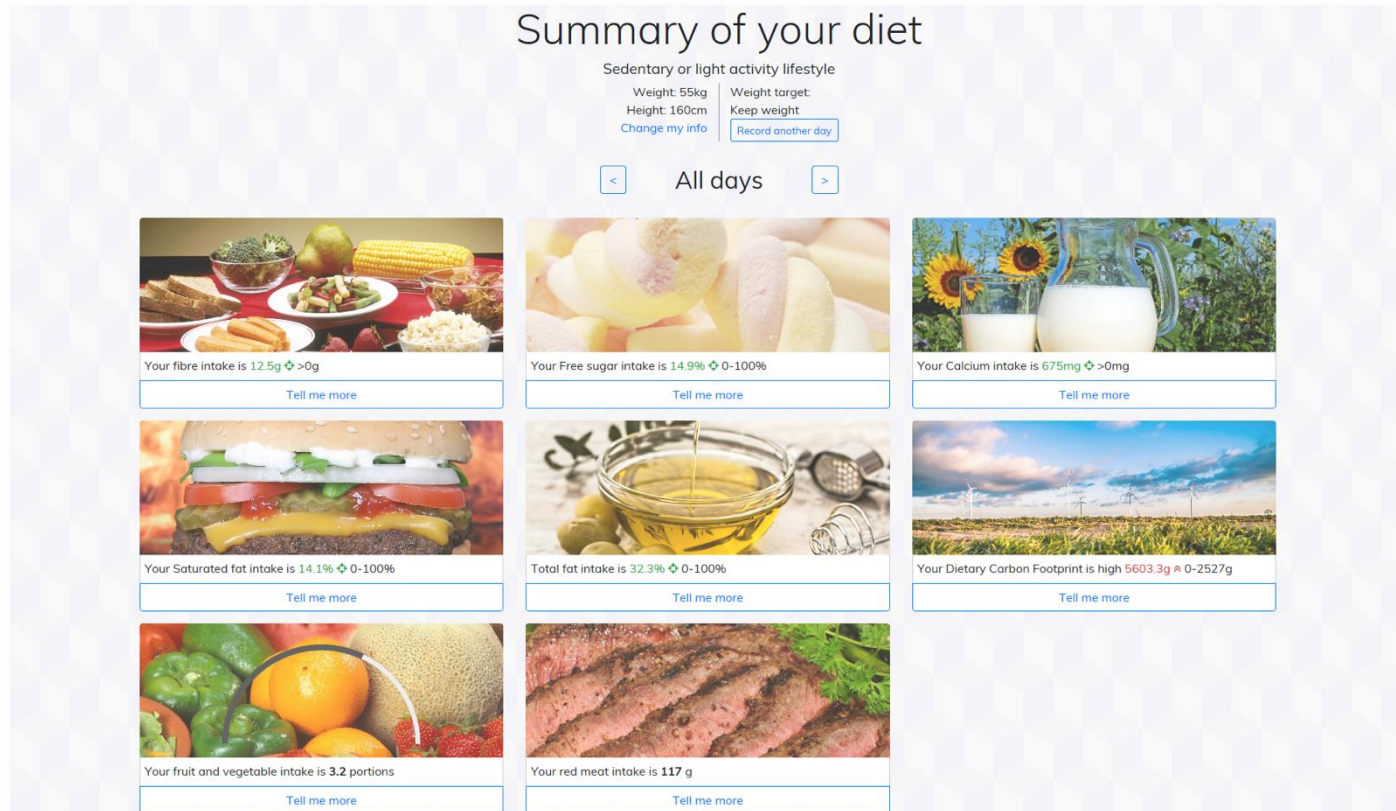 Summary of your diet
Sedentary or light activity lifestyle
Weight: 55kg
Height: 160cm
Change my info
Weight target:
Keep weight
Record another day
<
All days
>
Your fibre intake is 12.5g >0g
Tell me more
Your Free sugar intake is 14.9% 0-100%
Tell me more
Your Calcium intake is 675mg >0mg
Tell me more
Your Saturated fat intake is 14.1% 0-100%
Tell me more
Total fat intake is 32.3% 0-100%
Tell me more
Your Dietary Carbon Footprint is high 5603.3g 0-2527g
Tell me more
Your fruit and vegetable intake is 3.2 portions
Tell me more
Your red meat intake is 117 g
Tell me more